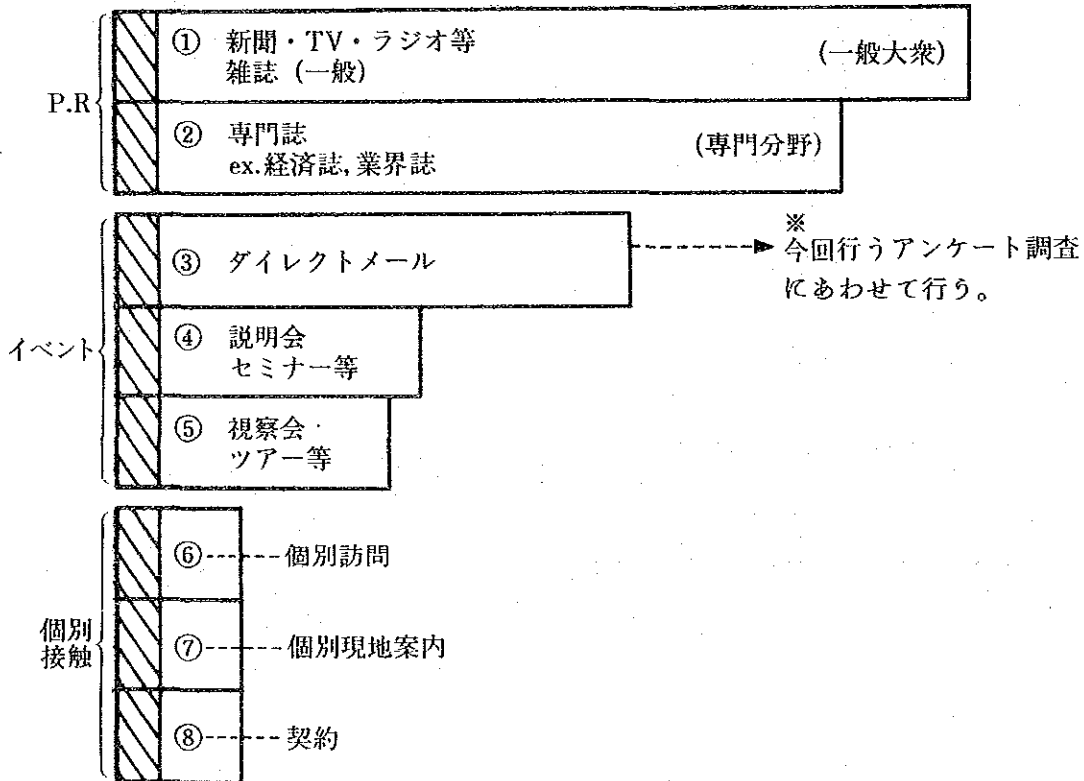 P.R
① 新聞・TV・ラジオ等
雑誌 (一般)
(一般大衆)
② 専門誌
ex.経済誌, 業界誌
(専門分野)
イベント
③ ダイレクトメール
※
今回行うアンケート調査
にあわせて行う。
④ 説明会
セミナー等
⑤ 視察会・
ツアー等
個別
接触
⑥ 個別訪問
⑦ 個別現地案内
⑧ 契約